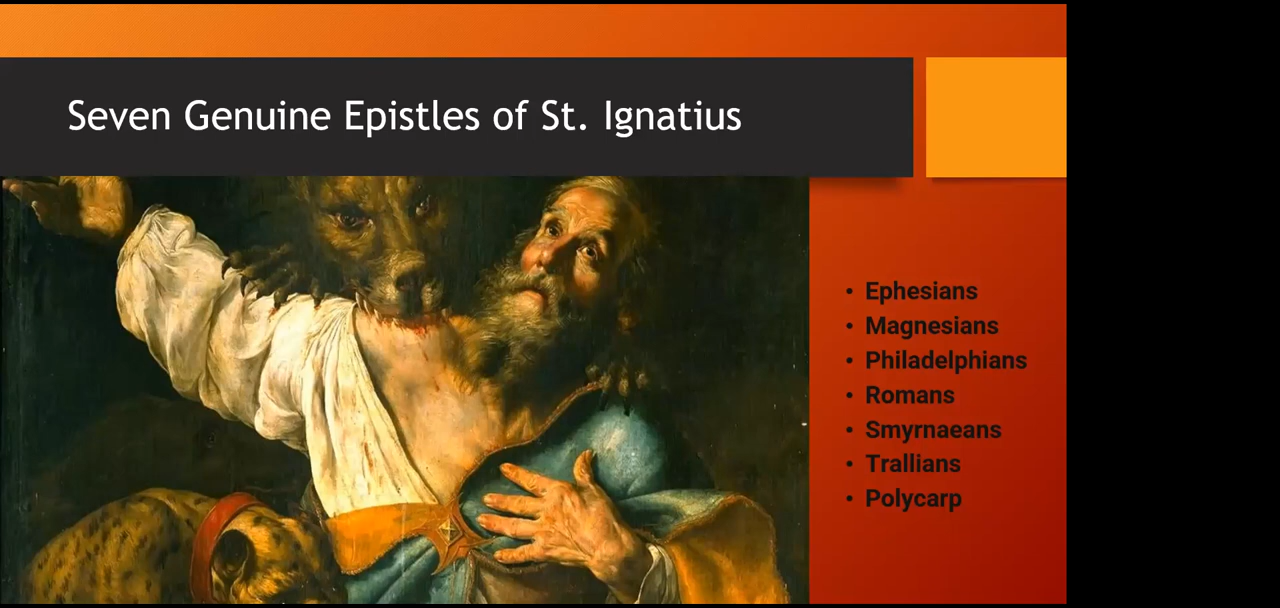 Seven Genuine Epistles of St. Ignatius
• Ephesians
• Magnesians
• Philadelphians
• Romans
• Smyrnaeans
• Trallians
• Polycarp